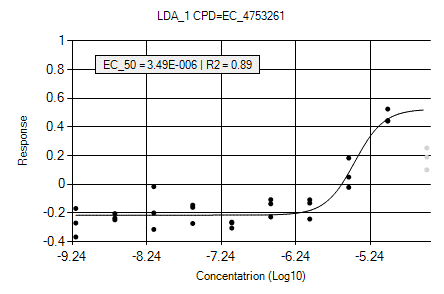 LDA_1 CPD=EC_4753261
EC_50 = 3.49E-006 | R2 = 0.89
Response
1
0.8
0.6
0.4
0.2
0
-0.2
-0.4
-9.24 -8.24 -7.24 -6.24 -5.24
Concentatrion (Log10)